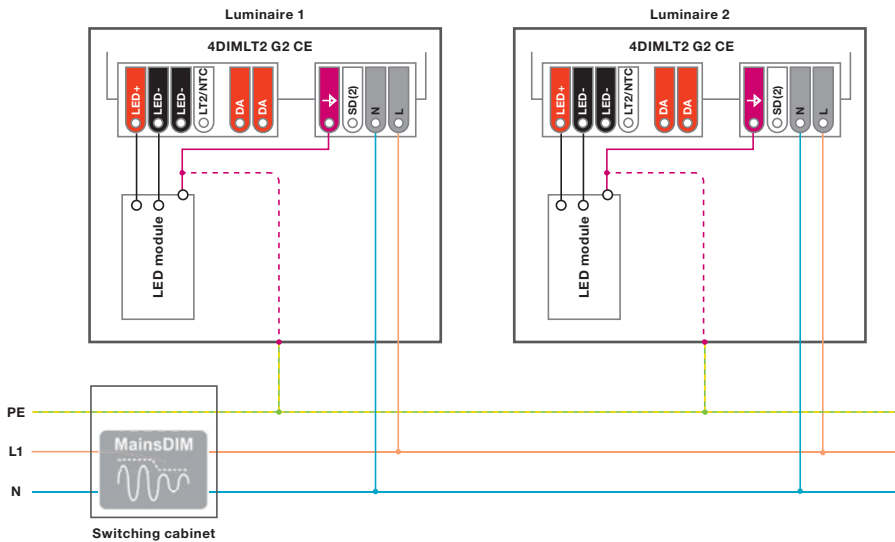 Luminaire 1
Luminaire 2
4DIMLT2 G2 CE
4DIMLT2 G2 CE
LED+
LED-
LED-
LT2/NTC
DA
DA
SD(2)
N
L
LED+
LED-
LED-
LT2/NTC
DA
DA
SD(2)
N
L
LED module
LED module
PE
L1
MainsDIM
N
Switching cabinet